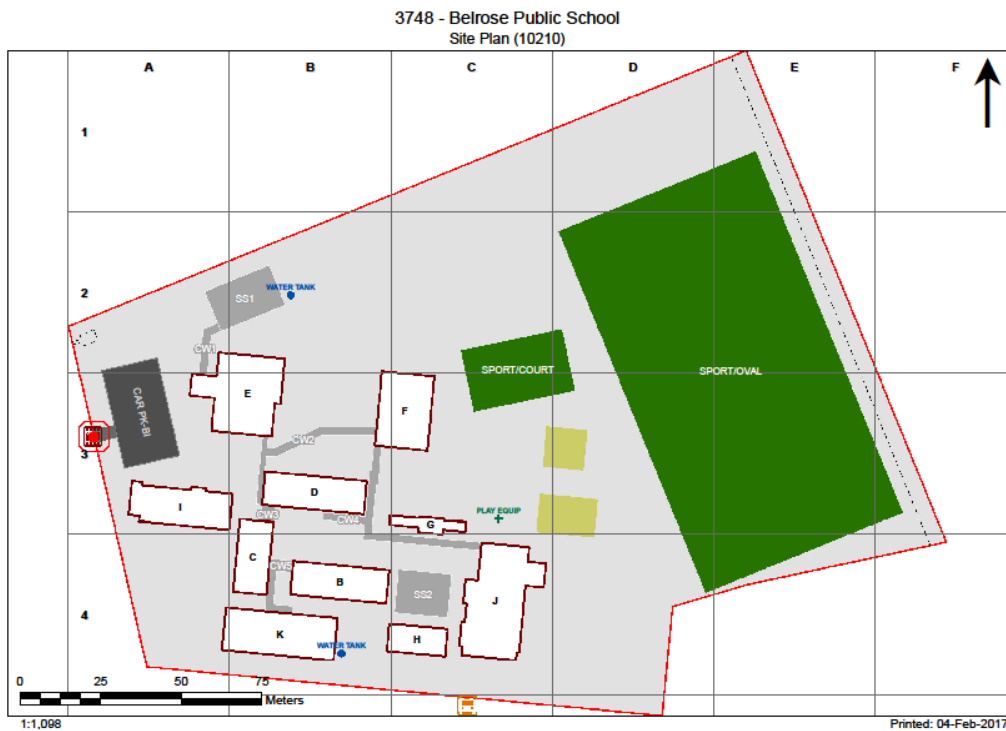 3748 - Belrose Public School
Site Plan (10210)
A B C D E F
1
2
WATER TANK
SS1
CW1
SPORT/COURT
SPORT/OVAL
E
F
CAR PK-BI
CW2
3
D
I
CW3
CW4
G
PLAY EQUIP
C
CW5
B
SS2
J
4
K
H
WATER TANK
0 25 50 75
Meters
1:1,098
Printed: 04-Feb-2017